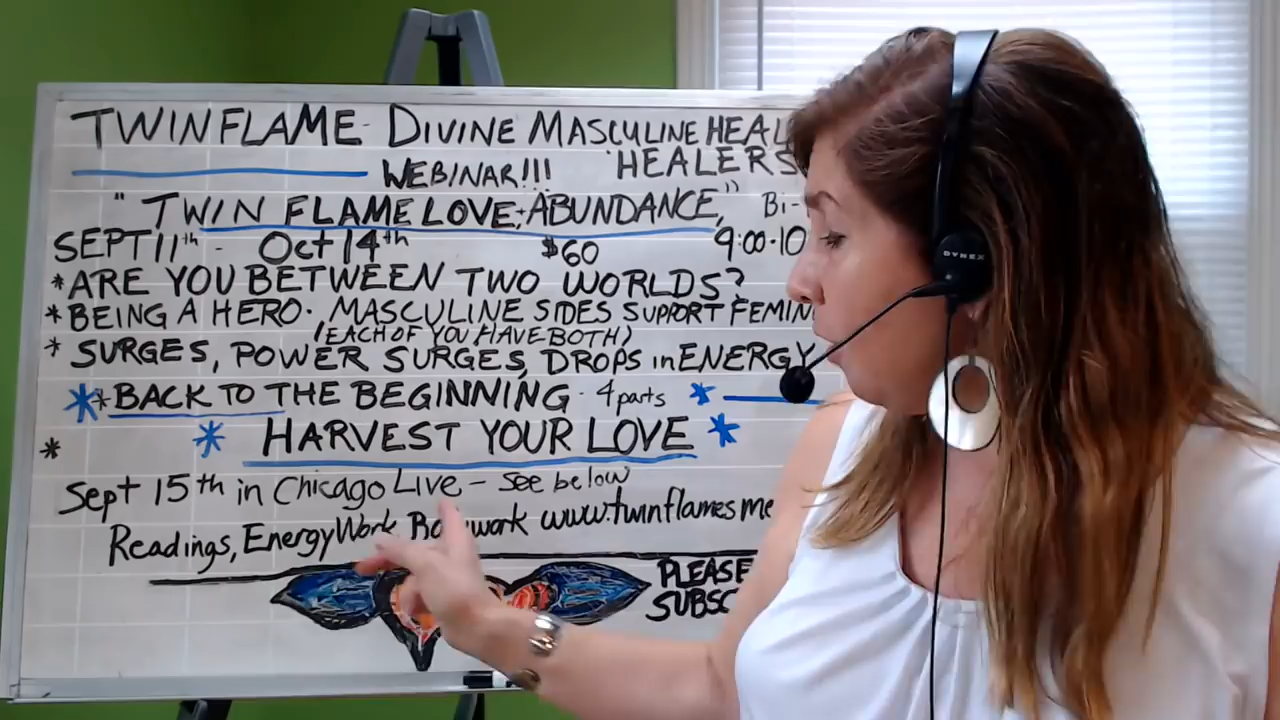 TWINFLAME - DIVINE MASCULINE HEAL
WEBINAR!!! HEALERS
"TWIN FLAME LOVE + ABUNDANCE," Bi-
SEPT 11th - Oct 14th $60 9:00-10
*ARE YOU BETWEEN TWO WORLDS?
*BEING A HERO. MASCULINE SIDES SUPPORT FEMIN
(EACH OF YOU HAVE BOTH)
* SURGES, POWER SURGES, DROPS in ENERGY
** BACK TO THE BEGINNING - 4 parts *
* * HARVEST YOUR LOVE *
Sept 15th in Chicago Live - see below
Readings, EnergyWork www.twinflamesme
PLEASE
SUBSC
DYNEX